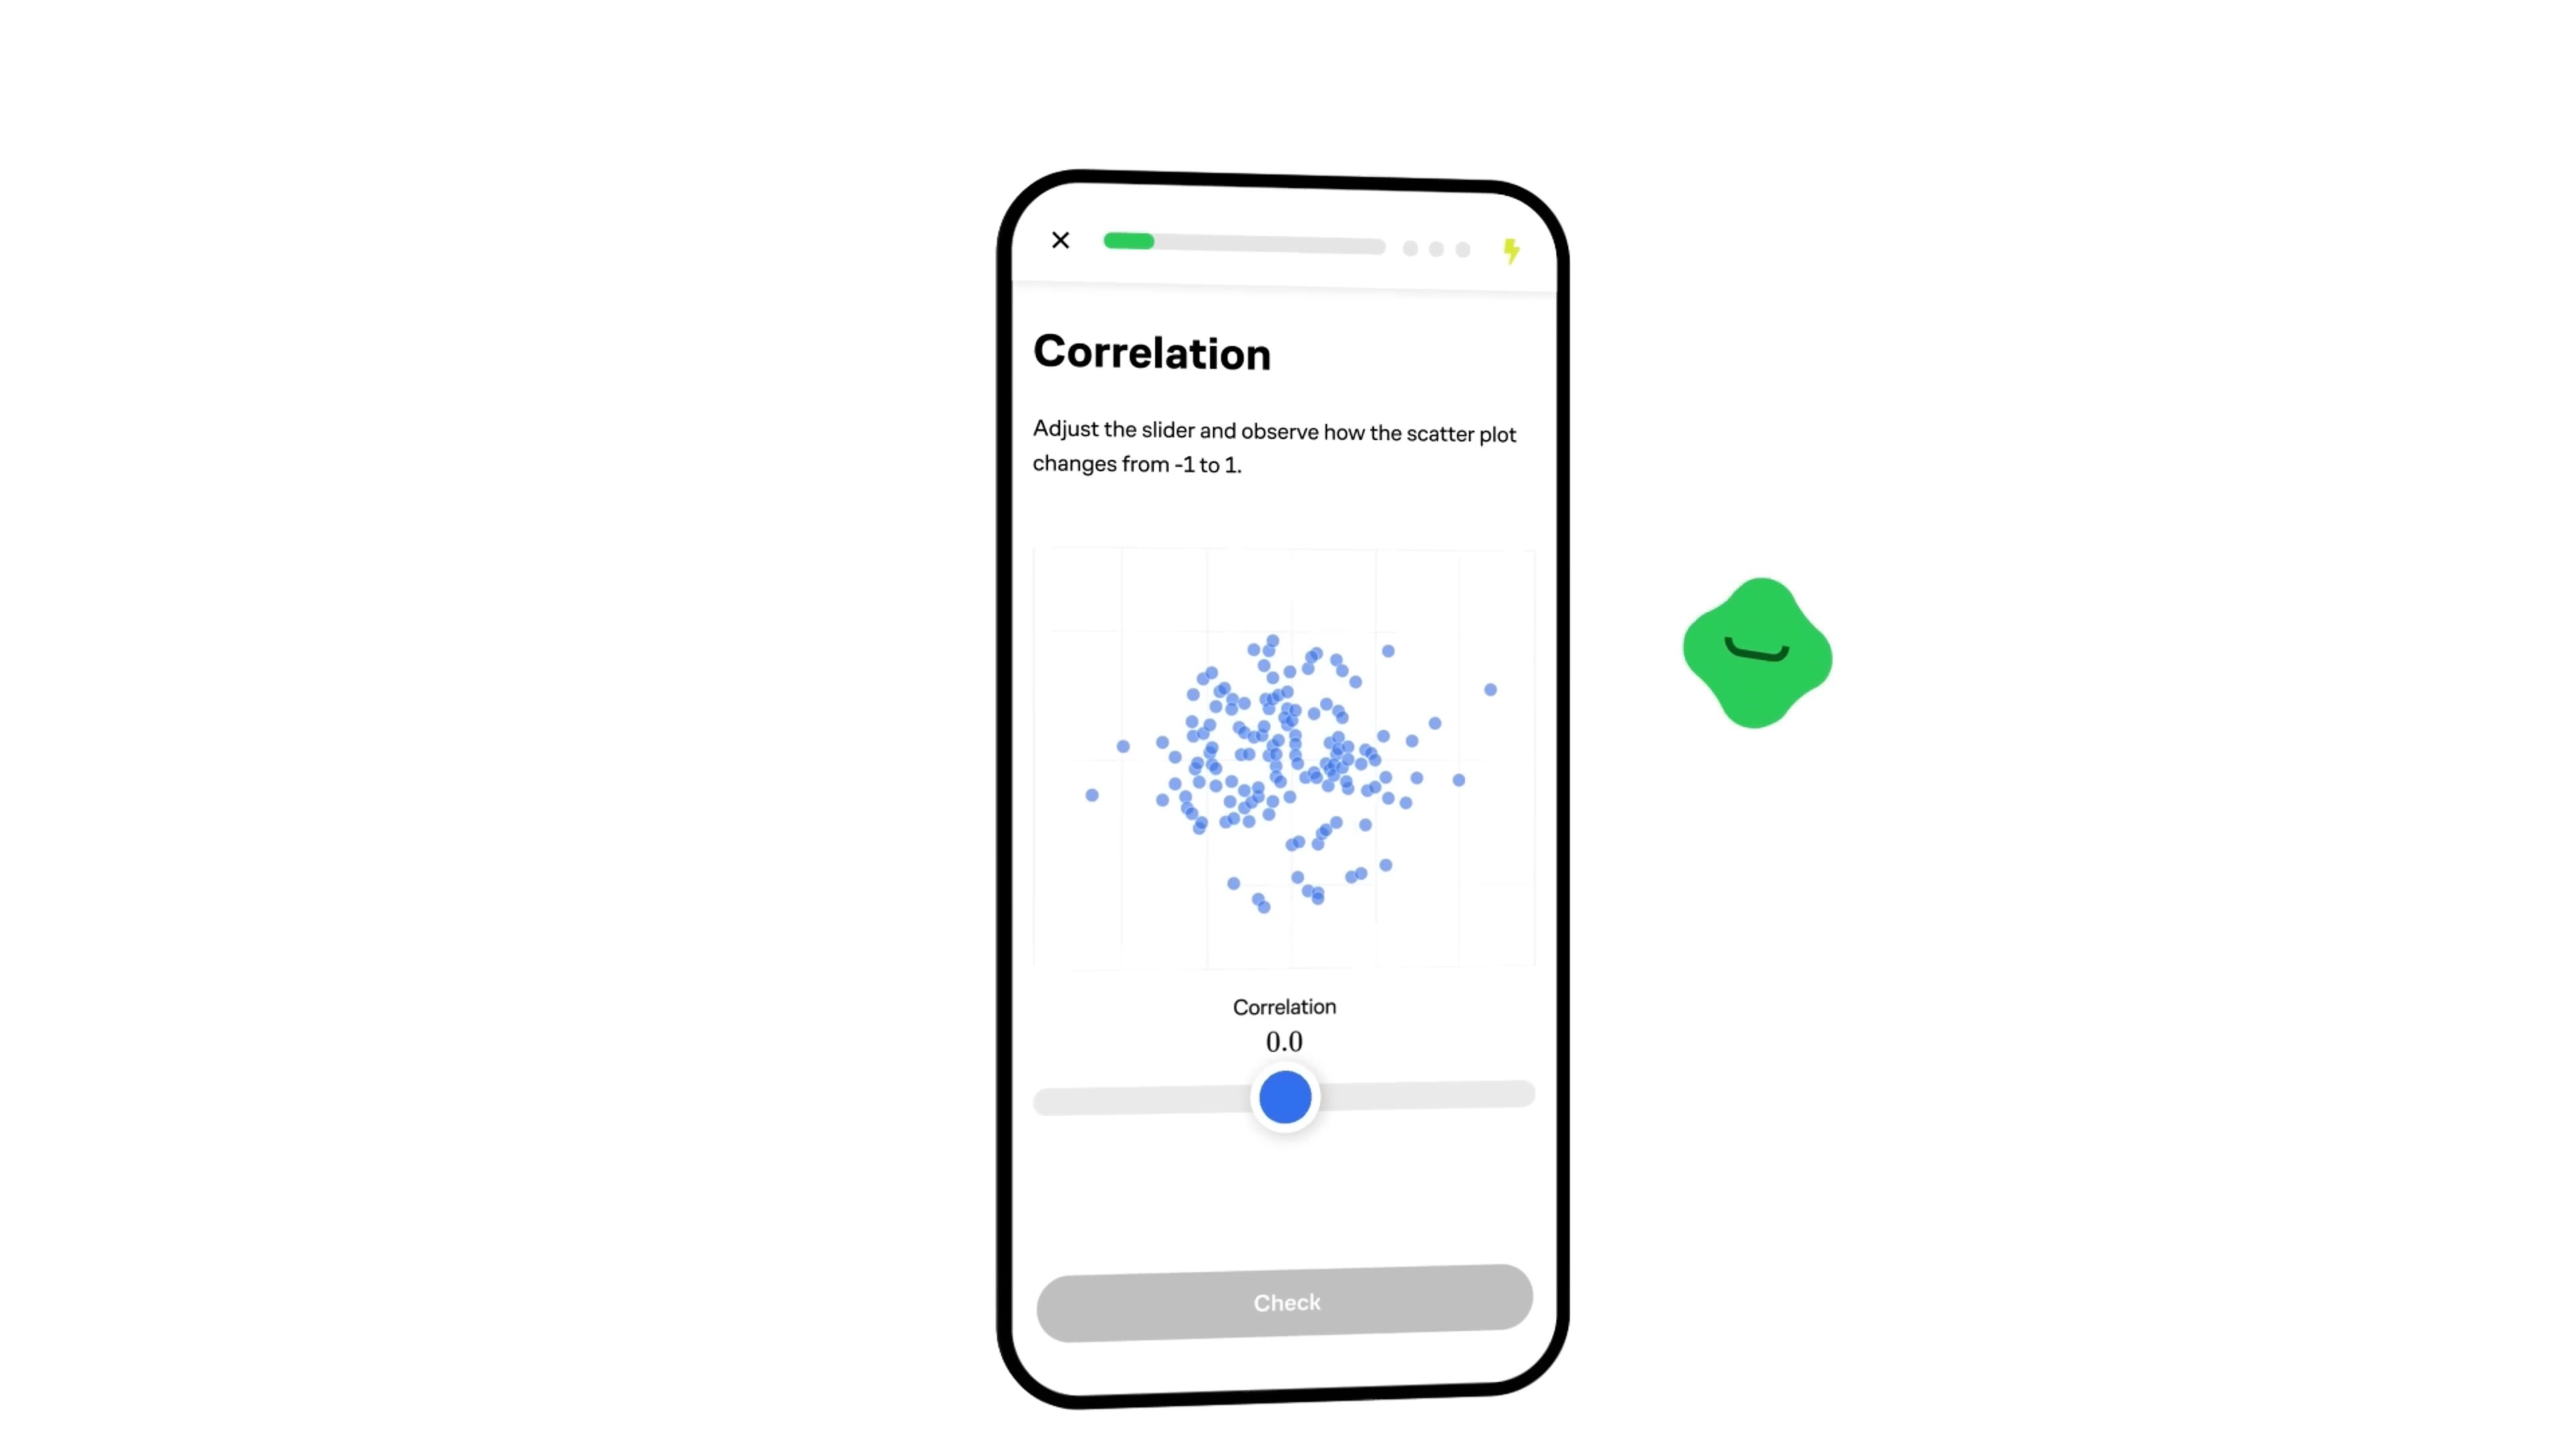 Correlation
Adjust the slider and observe how the scatter plot
changes from -1 to 1.
Correlation
0.0
Check